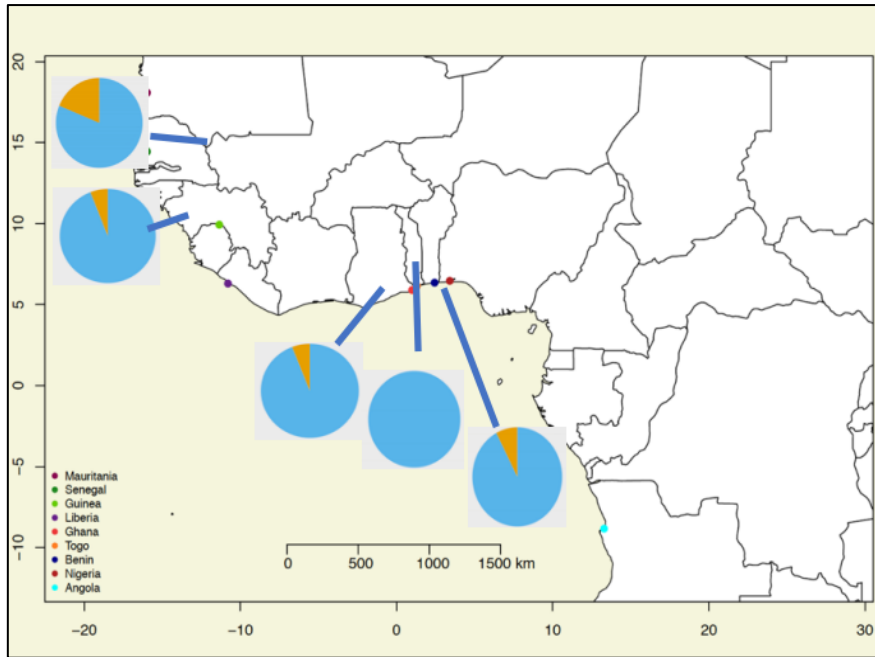 20
15
10
5
0
−5
−10
Mauritania
Senegal
Guinea
Liberia
Ghana
Togo
Benin
Nigeria
Angola
0 500 1000 1500 km
−20 −10 0 10 20 30